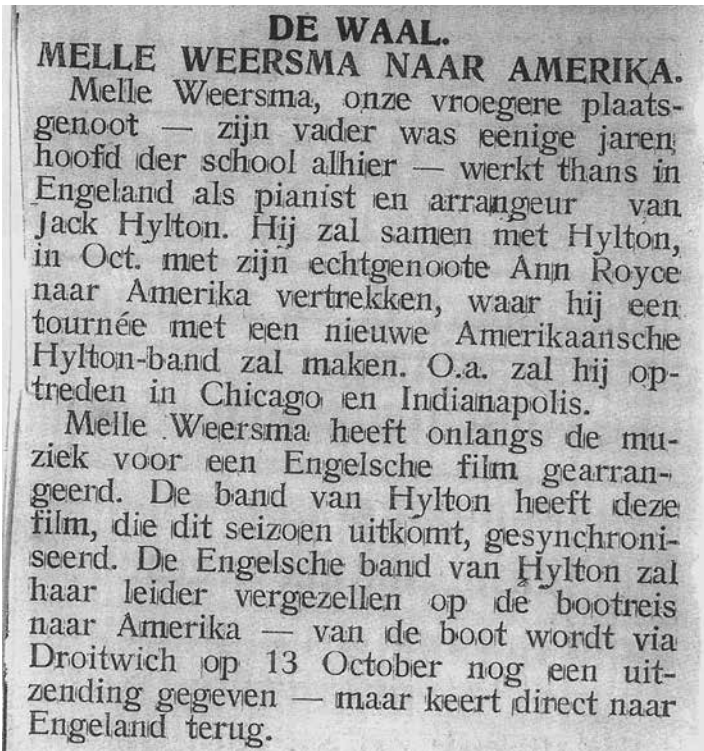 DE WAAL.
MELLE WEERSMA NAAR AMERIKA.
Melle Weersma, onze vroegere plaats-
genoot — zijn vader was eenige jaren
hoofd der school alhier — werkt thans in
Engeland als pianist en arrangeur van
Jack Hylton. Hij zal samen met Hylton,
in Oct. met zijn echtgenoote Ann Royce
naar Amerika vertrekken, waar hij een
tournée met een nieuwe Amerikaansche
Hylton-band zal maken. O.a. zal hij op-
treden in Chicago en Indianapolis.
Melle Weersma heeft onlangs de mu-
ziek voor een Engelsche film gearran-
geerd. De band van Hylton heeft deze
film, die dit seizoen uitkomt, gesynchroni-
seerd. De Engelsche band van Hylton zal
haar leider vergezellen op de bootreis
naar Amerika — van de boot wordt via
Droitwich op 13 October nog een uit-
zending gegeven — maar keert direct naar
Engeland terug.